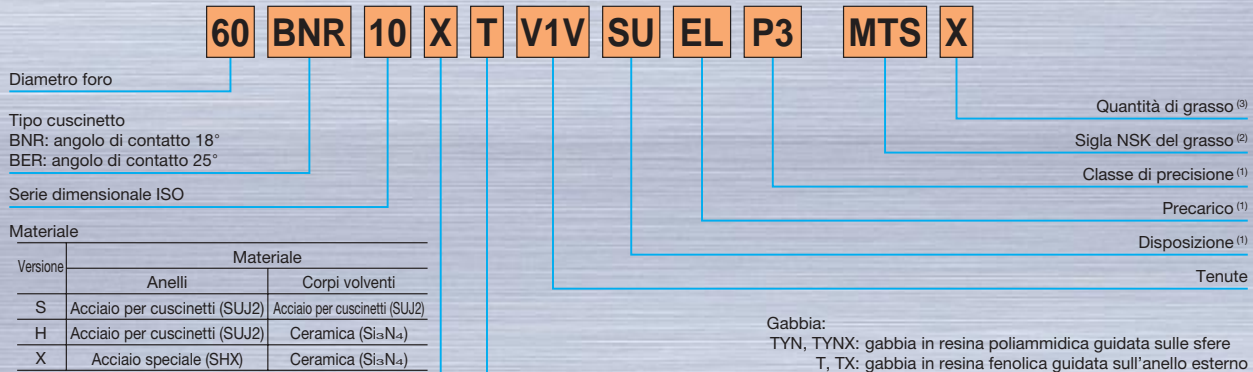 60 BNR 10 X T V1V SU EL P3 MTS X
Diametro foro
Tipo cuscinetto
BNR: angolo di contatto 18°
BER: angolo di contatto 25°
Serie dimensionale ISO
Quantità di grasso (3)
Sigla NSK del grasso (2)
Classe di precisione (1)
Precarico (1)
Disposizione (1)
Tenute
Materiale
Versione Materiale
Anelli Corpi volventi
S Acciaio per cuscinetti (SUJ2) Acciaio per cuscinetti (SUJ2)
H Acciaio per cuscinetti (SUJ2) Ceramica (Si₃N₄)
X Acciaio speciale (SHX) Ceramica (Si₃N₄)
Gabbia:
TYN, TYNX: gabbia in resina poliammidica guidata sulle sfere
T, TX: gabbia in resina fenolica guidata sull'anello esterno